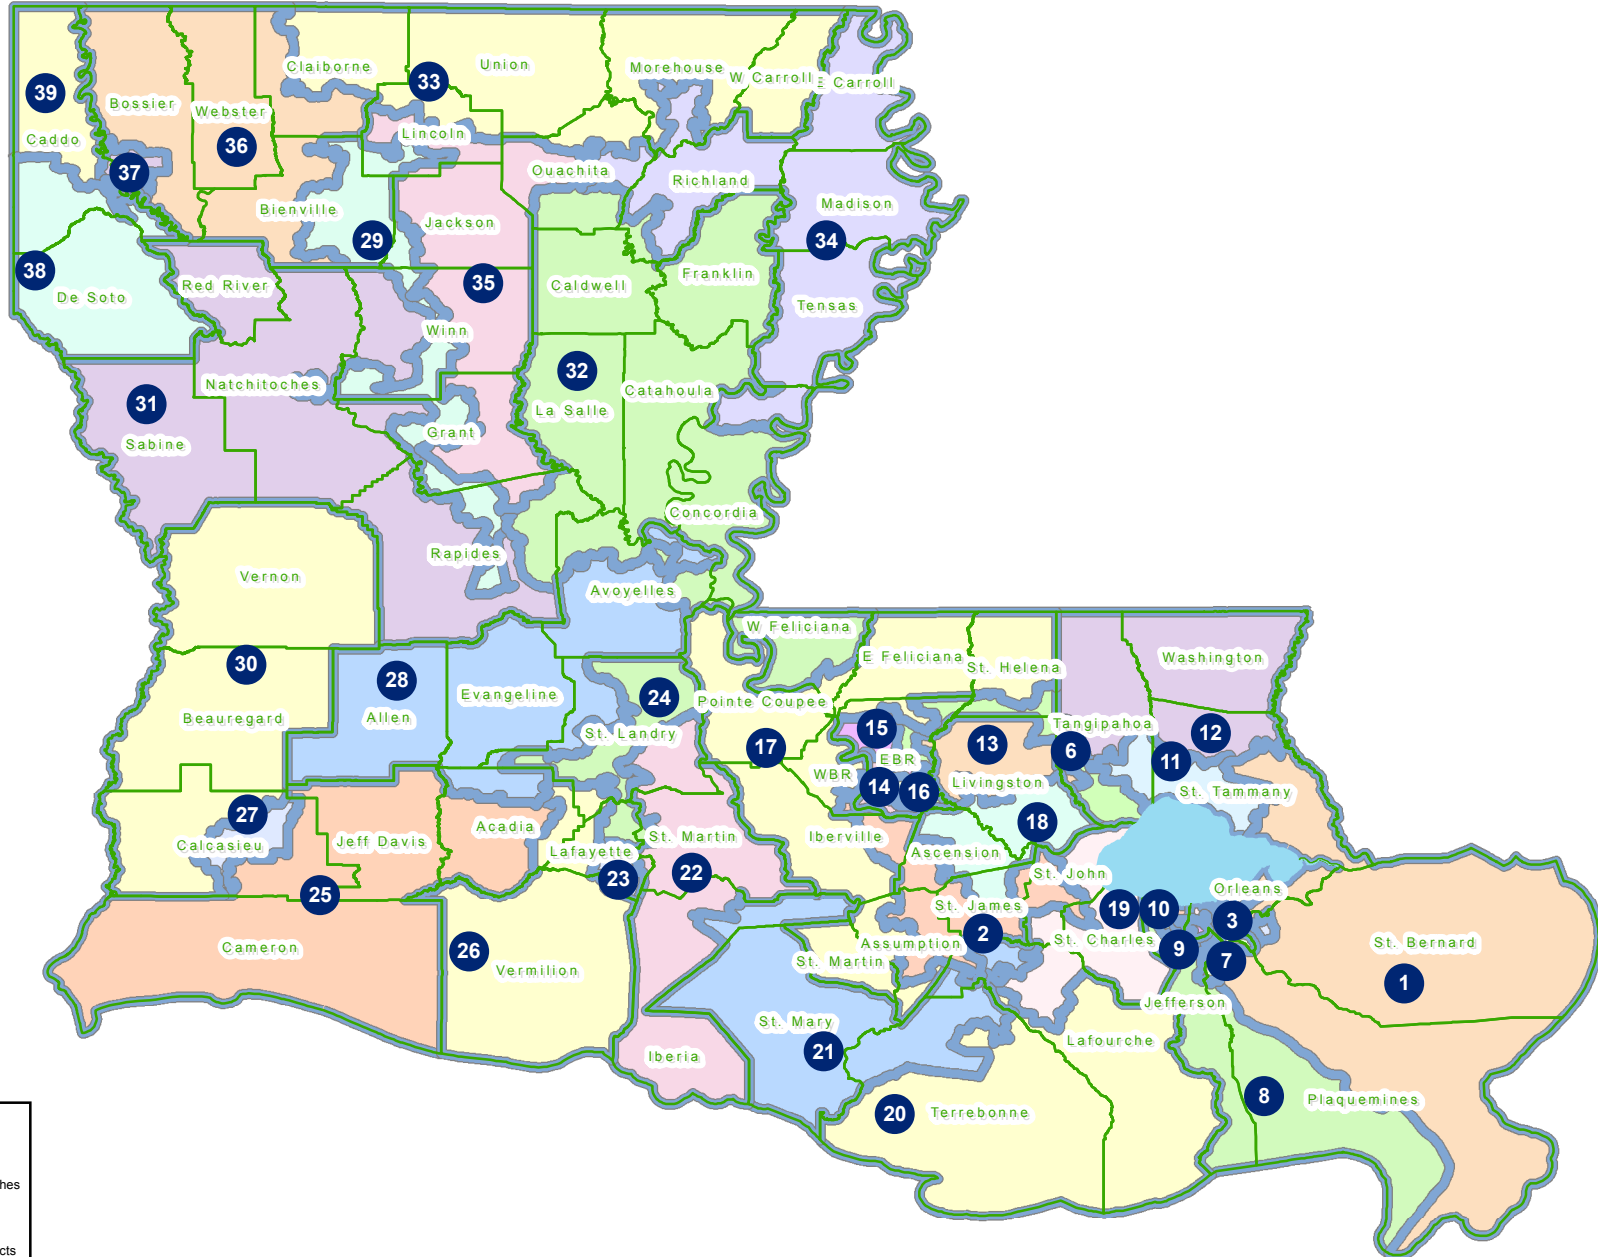 Claiborne
Union
Morehouse
W Carroll
E Carroll
33
39
Bossier
Webster
Caddo
36
Lincoln
37
Ouachita
Richland
Bienville
Jackson
Madison
29
34
38
Red River
35
Caldwell
Franklin
De Soto
Tensas
Winn
32
Natchitoches
Catahoula
31
La Salle
Sabine
Grant
Concordia
Rapides
Vernon
Avoyelles
W Feliciana
E Feliciana
St. Helena
Washington
30
28
Evangeline
24
Pointe Coupee
Beauregard
Allen
St. Landry
15
Tangipahoa
12
17
13
6
11
EBR
WBR
14
16
Livingston
St. Tammany
27
Acadia
Iberville
18
Calcasieu
Jeff Davis
St. Martin
Lafayette
Ascension
23
22
St. John
25
St. James
19
10
Orleans
3
Cameron
26
Vermilion
Assumption
2
St. Charles
9
St. Bernard
St. Martin
7
1
Jefferson
St. Mary
21
Iberia
Lafourche
20
Terrebonne
8
Plaquemines
hes
cts